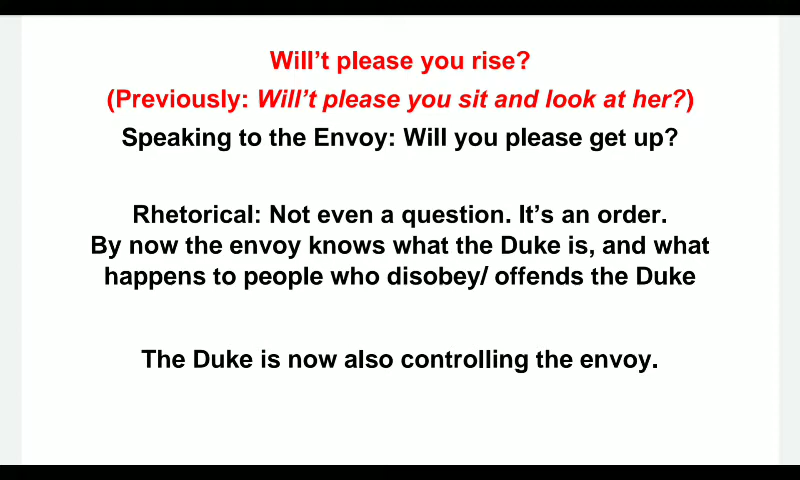 Will't please you rise?
(Previously: Will't please you sit and look at her?)
Speaking to the Envoy: Will you please get up?
Rhetorical: Not even a question. It's an order.
By now the envoy knows what the Duke is, and what
happens to people who disobey/ offends the Duke
The Duke is now also controlling the envoy.